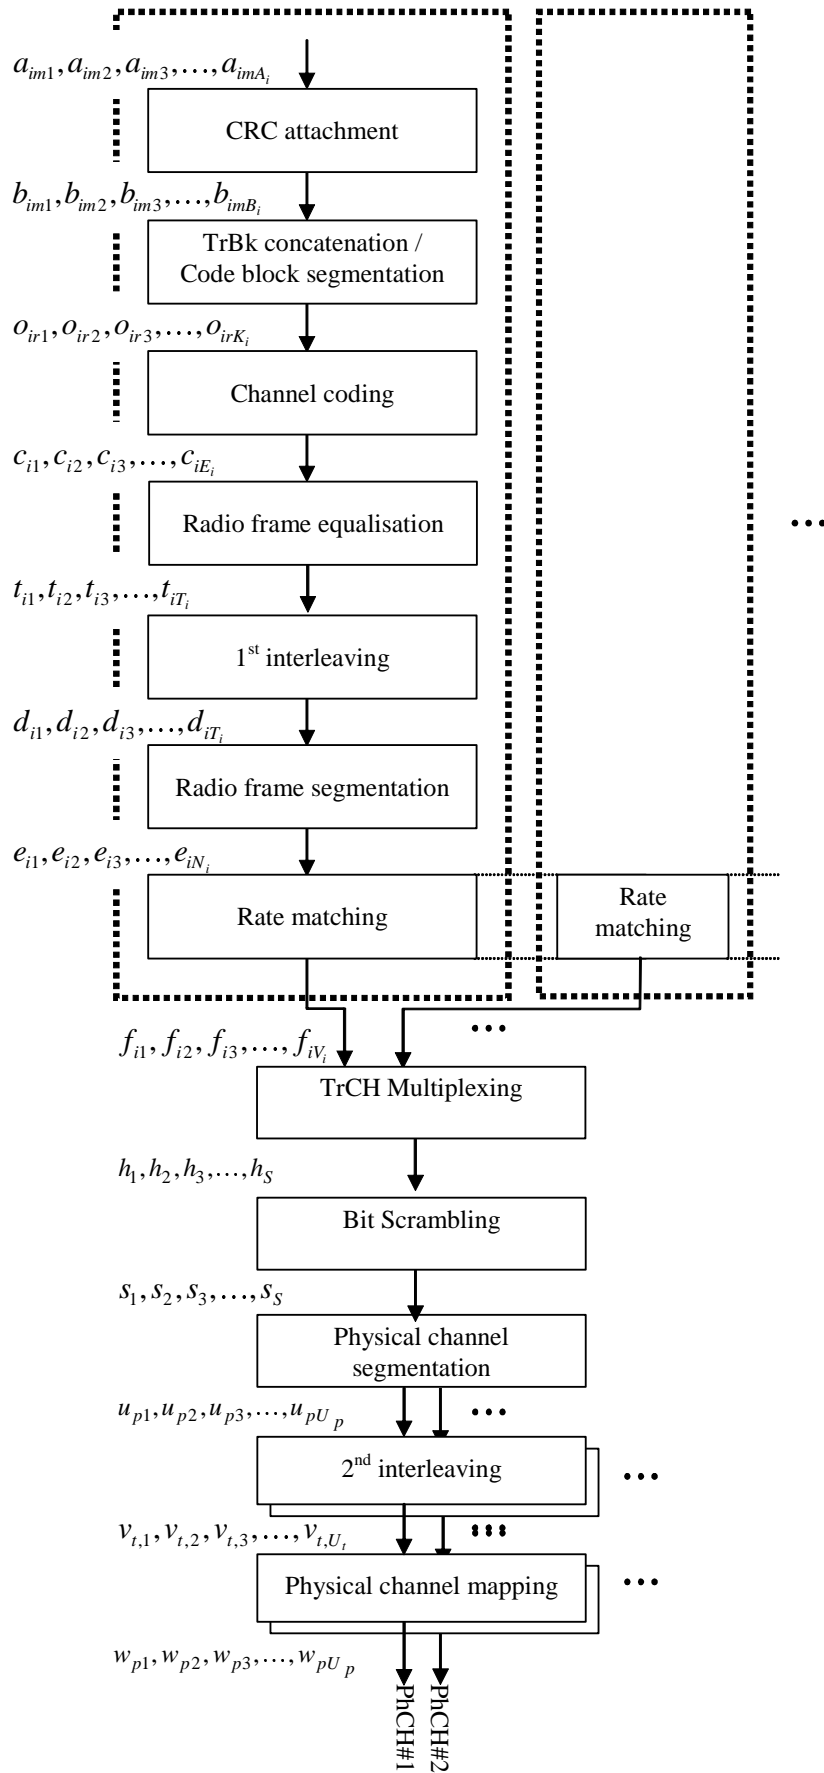 a_{im1}, a_{im2}, a_{im3}, …, a_{imA_i}
CRC attachment
b_{im1}, b_{im2}, b_{im3}, …, b_{imB_i}
TrBk concatenation /
Code block segmentation
o_{ir1}, o_{ir2}, o_{ir3}, …, o_{irK_i}
Channel coding
c_{i1}, c_{i2}, c_{i3}, …, c_{iE_i}
Radio frame equalisation
...
t_{i1}, t_{i2}, t_{i3}, …, t_{iT_i}
1^{st} interleaving
d_{i1}, d_{i2}, d_{i3}, …, d_{iT_i}
Radio frame segmentation
e_{i1}, e_{i2}, e_{i3}, …, e_{iN_i}
Rate matching
Rate
matching
...
f_{i1}, f_{i2}, f_{i3}, …, f_{iV_i}
TrCH Multiplexing
h_1, h_2, h_3, …, h_S
Bit Scrambling
s_1, s_2, s_3, …, s_S
Physical channel
segmentation
u_{p1}, u_{p2}, u_{p3}, …, u_{pU_p}
...
2^{nd} interleaving
...
v_{t,1}, v_{t,2}, v_{t,3}, …, v_{t,U_t}
...
Physical channel mapping
...
w_{p1}, w_{p2}, w_{p3}, …, w_{pU_p}
PhCH#1
PhCH#2